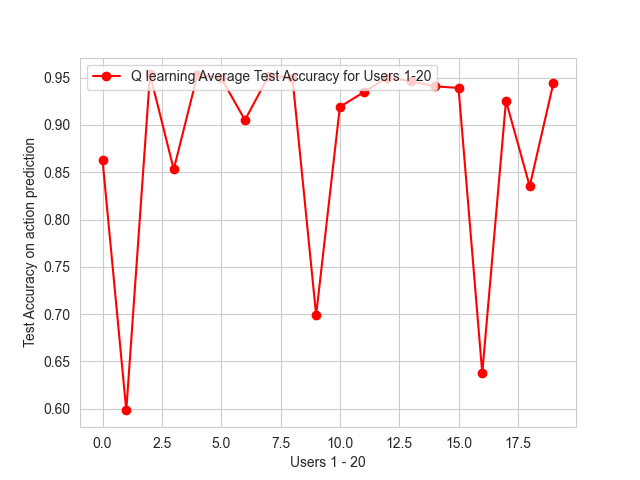 Q learning Average Test Accuracy for Users 1-20
0.95
0.90
0.85
0.80
0.75
0.70
0.65
0.60
Test Accuracy on action prediction
0.0 2.5 5.0 7.5 10.0 12.5 15.0 17.5
Users 1 - 20